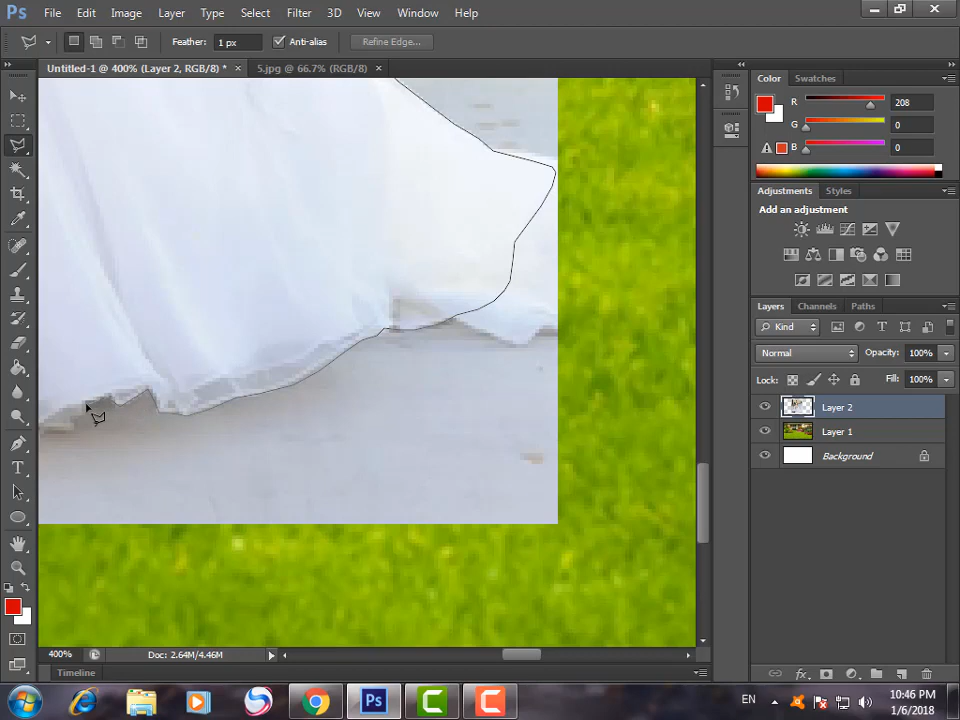 Ps File Edit Image Layer Type Select Filter 3D View Window Help
Feather: 1 px Anti-alias Refine Edge...
Untitled-1 @ 400% (Layer 2, RGB/8) * × 5.jpg @ 66.7% (RGB/8) ×
Color Swatches
R 208
G 0
B 0
Adjustments Styles
Add an adjustment
Layers Channels Paths
Kind
Normal Opacity: 100%
Lock: Fill: 100%
Layer 2
Layer 1
Background
400% Doc: 2.64M/4.46M
Timeline
EN 10:46 PM
1/6/2018